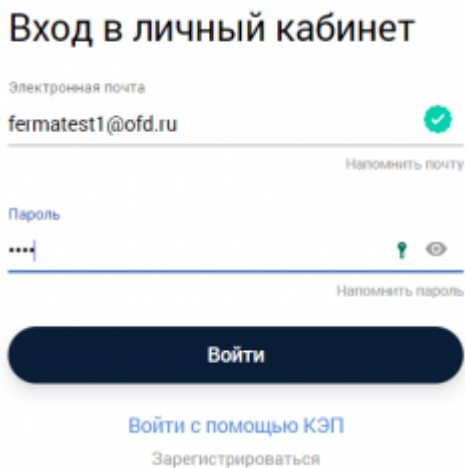 Вход в личный кабинет
Электронная почта
fermatest1@ofd.ru
Напомнить почту
Пароль
••••
Напомнить пароль
Войти
Войти с помощью КЭП
Зарегистрироваться